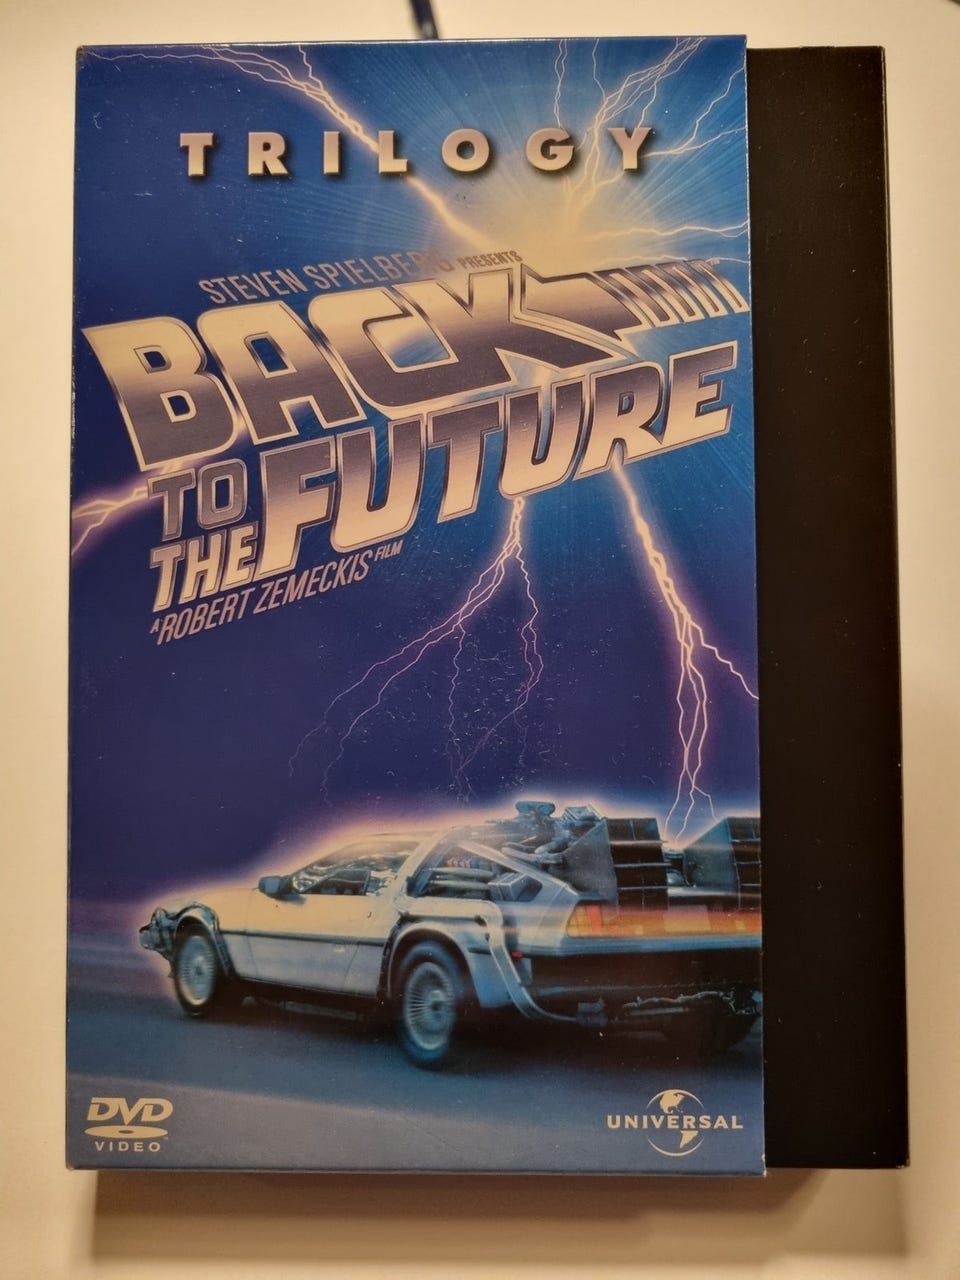 TRILOGY
STEVEN SPIELBERG PRESENTS
BACK
TO
THE
FUTURE
A ROBERT ZEMECKIS FILM
DVD
VIDEO
UNIVERSAL